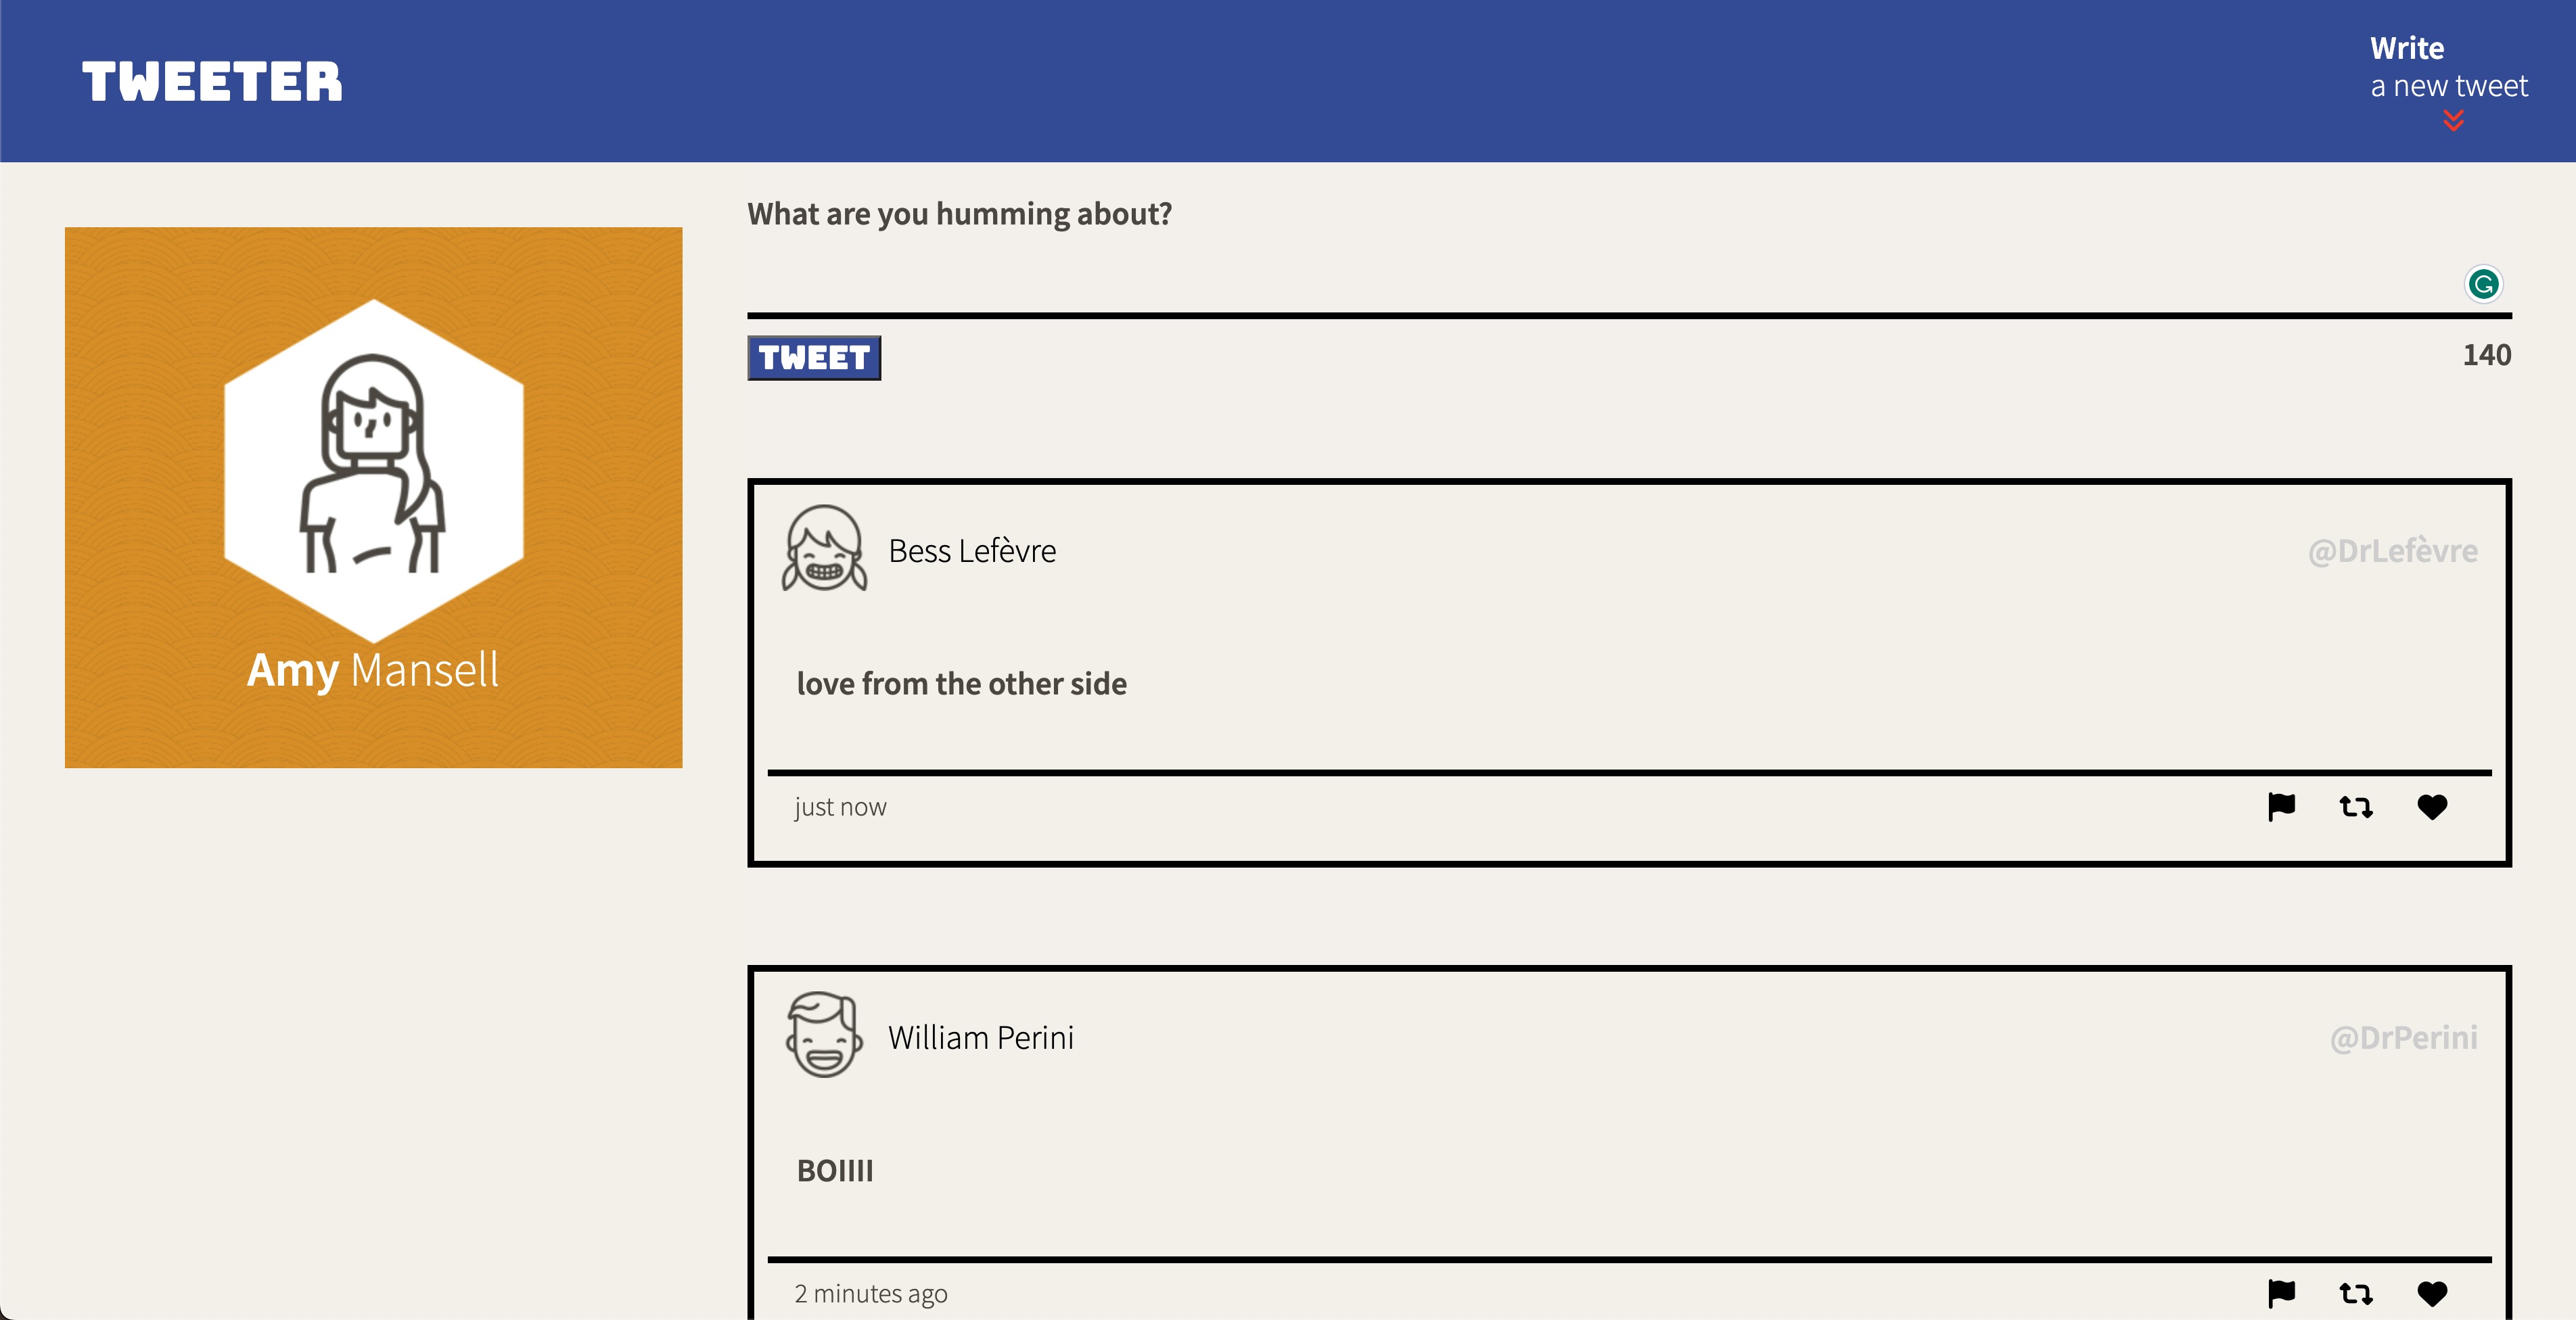 TWEETER
Write
a new tweet
What are you humming about?
TWEET
140
Amy Mansell
Bess Lefèvre
@DrLefèvre
love from the other side
just now
William Perini
@DrPerini
BOIIII
2 minutes ago